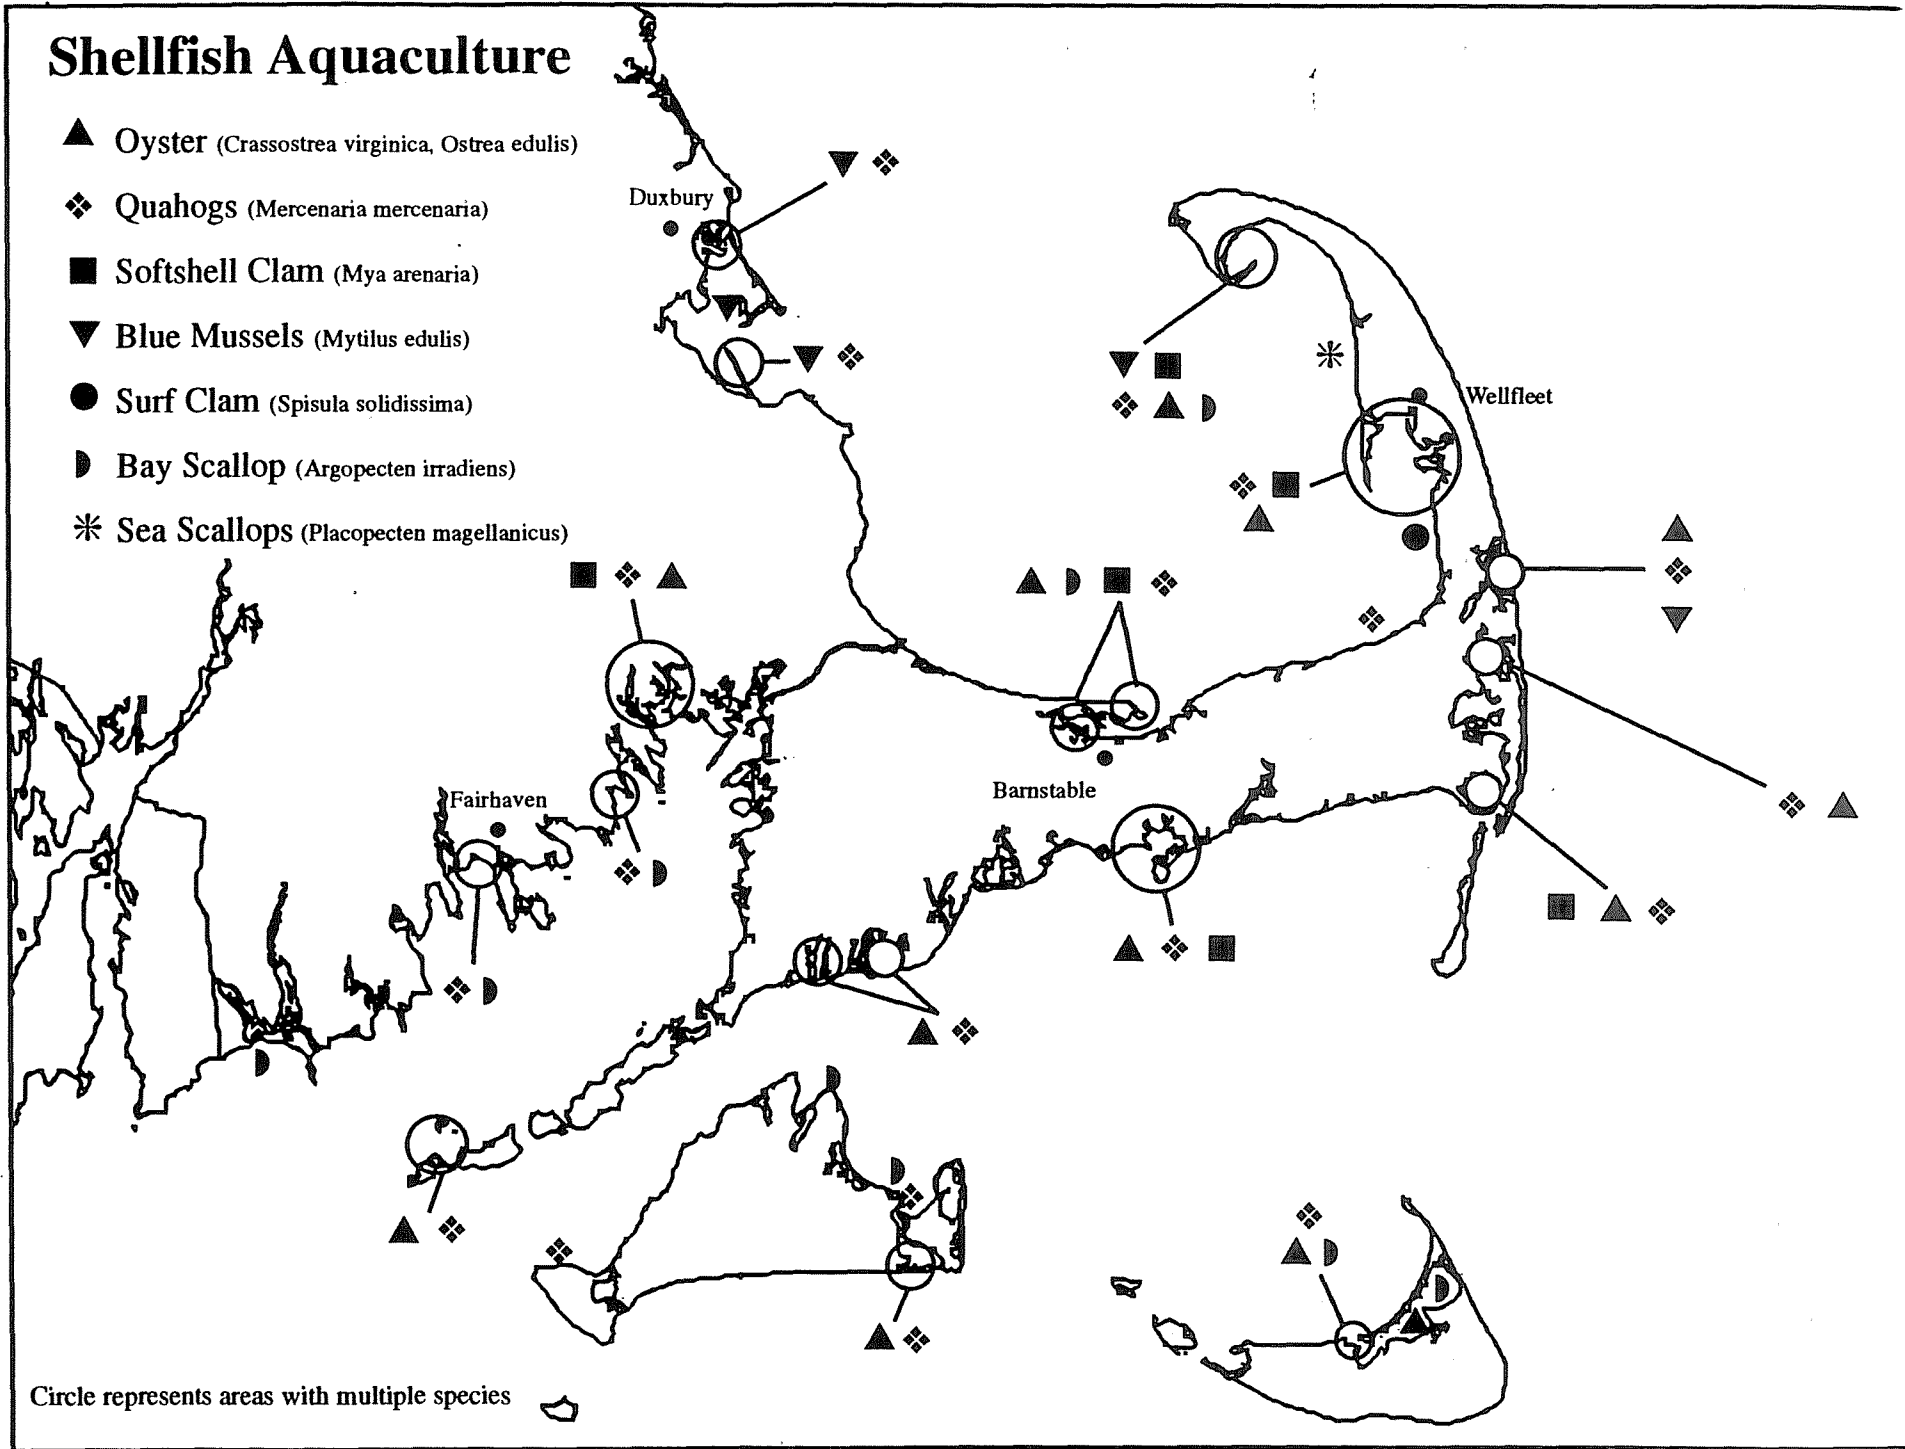 Shellfish Aquaculture
Oyster (Crassostrea virginica, Ostrea edulis)
Quahogs (Mercenaria mercenaria)
Softshell Clam (Mya arenaria)
Blue Mussels (Mytilus edulis)
Surf Clam (Spisula solidissima)
Bay Scallop (Argopecten irradiens)
Sea Scallops (Placopecten magellanicus)
Duxbury
Wellfleet
Fairhaven
Barnstable
Circle represents areas with multiple species